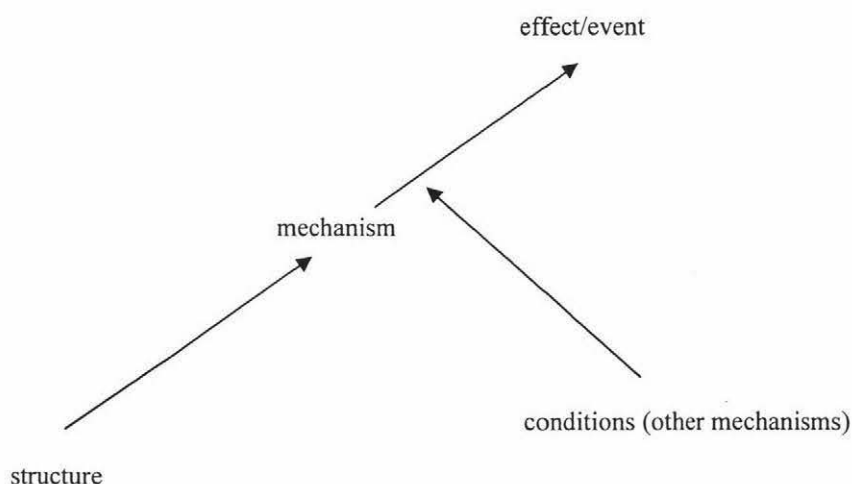 effect/event
mechanism
conditions (other mechanisms)
structure